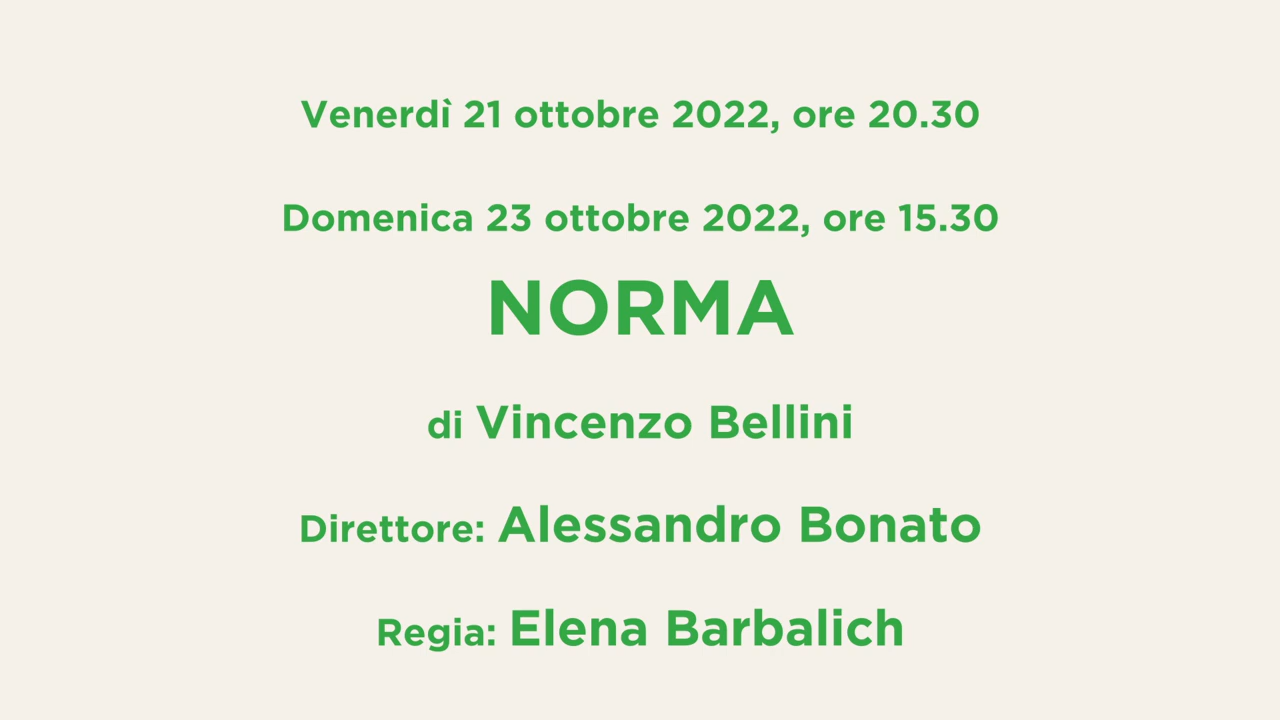 Venerdì 21 ottobre 2022, ore 20.30
Domenica 23 ottobre 2022, ore 15.30
NORMA
di Vincenzo Bellini
Direttore: Alessandro Bonato
Regia: Elena Barbalich